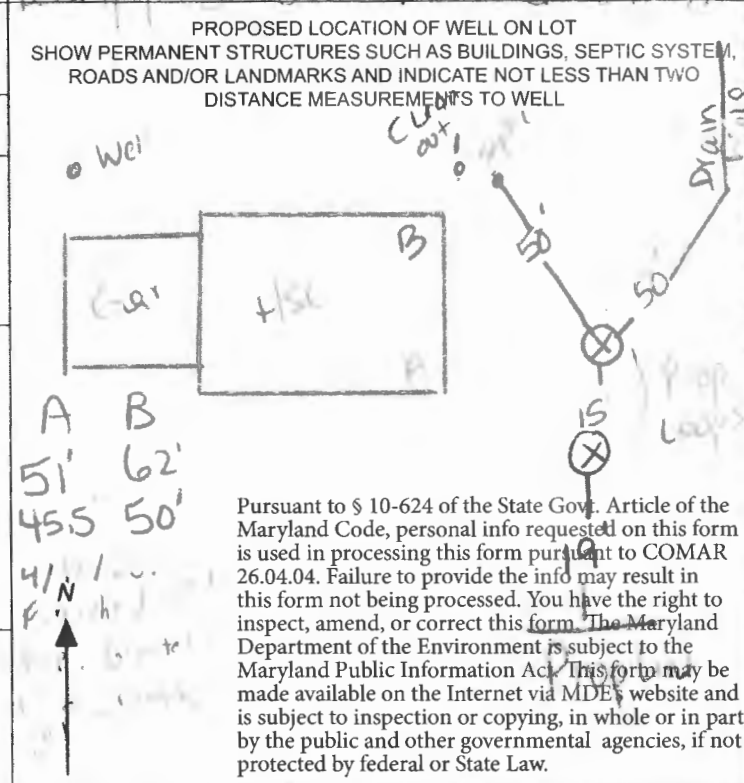 PROPOSED LOCATION OF WELL ON LOT
SHOW PERMANENT STRUCTURES SUCH AS BUILDINGS, SEPTIC SYSTEM,
ROADS AND/OR LANDMARKS AND INDICATE NOT LESS THAN TWO
DISTANCE MEASUREMENTS TO WELL
out
Drain
B
Gar
HSE
A
50'
50'
15'
Prop
Loops
A B
51' 62'
45.5 50'
N
Pursuant to § 10-624 of the State Govt. Article of the
Maryland Code, personal info requested on this form
is used in processing this form pursuant to COMAR
26.04.04. Failure to provide the info may result in
this form not being processed. You have the right to
inspect, amend, or correct this form. The Maryland
Department of the Environment is subject to the
Maryland Public Information Act. This form may be
made available on the Internet via MDE's website and
is subject to inspection or copying, in whole or in part,
by the public and other governmental agencies, if not
protected by federal or State Law.